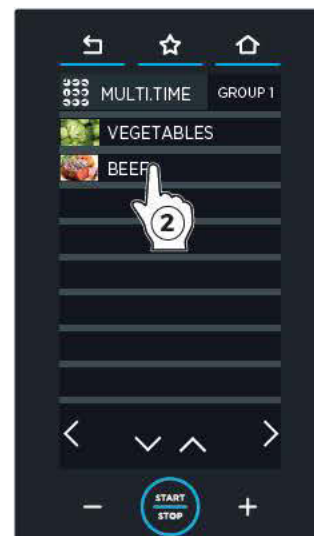 MULTI.TIME GROUP 1
VEGETABLES
BEEF
2
START
STOP